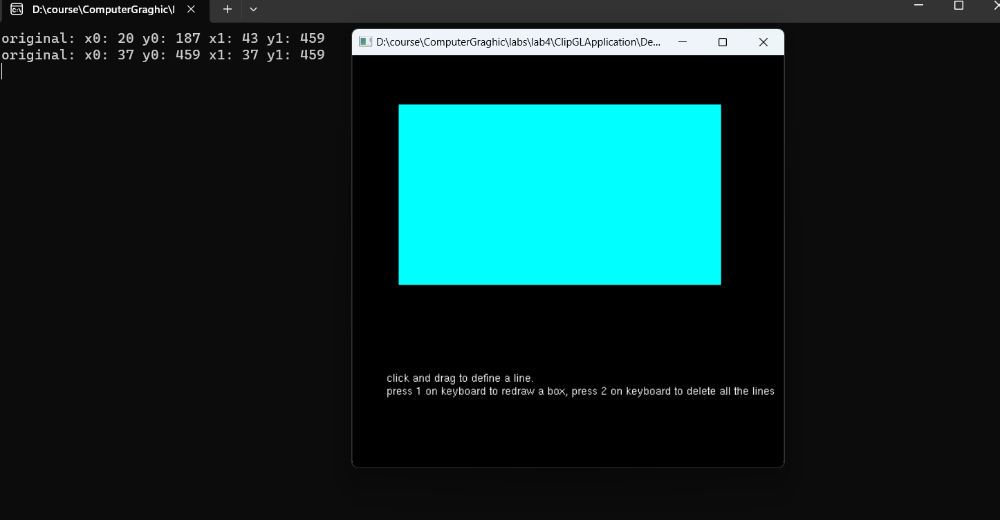 D:\course\ComputerGraghic\l
original: x0: 20 y0: 187 x1: 43 y1: 459
original: x0: 37 y0: 459 x1: 37 y1: 459
D:\course\ComputerGraghic\labs\lab4\ClipGLApplication\De...
click and drag to define a line.
press 1 on keyboard to redraw a box, press 2 on keyboard to delete all the lines